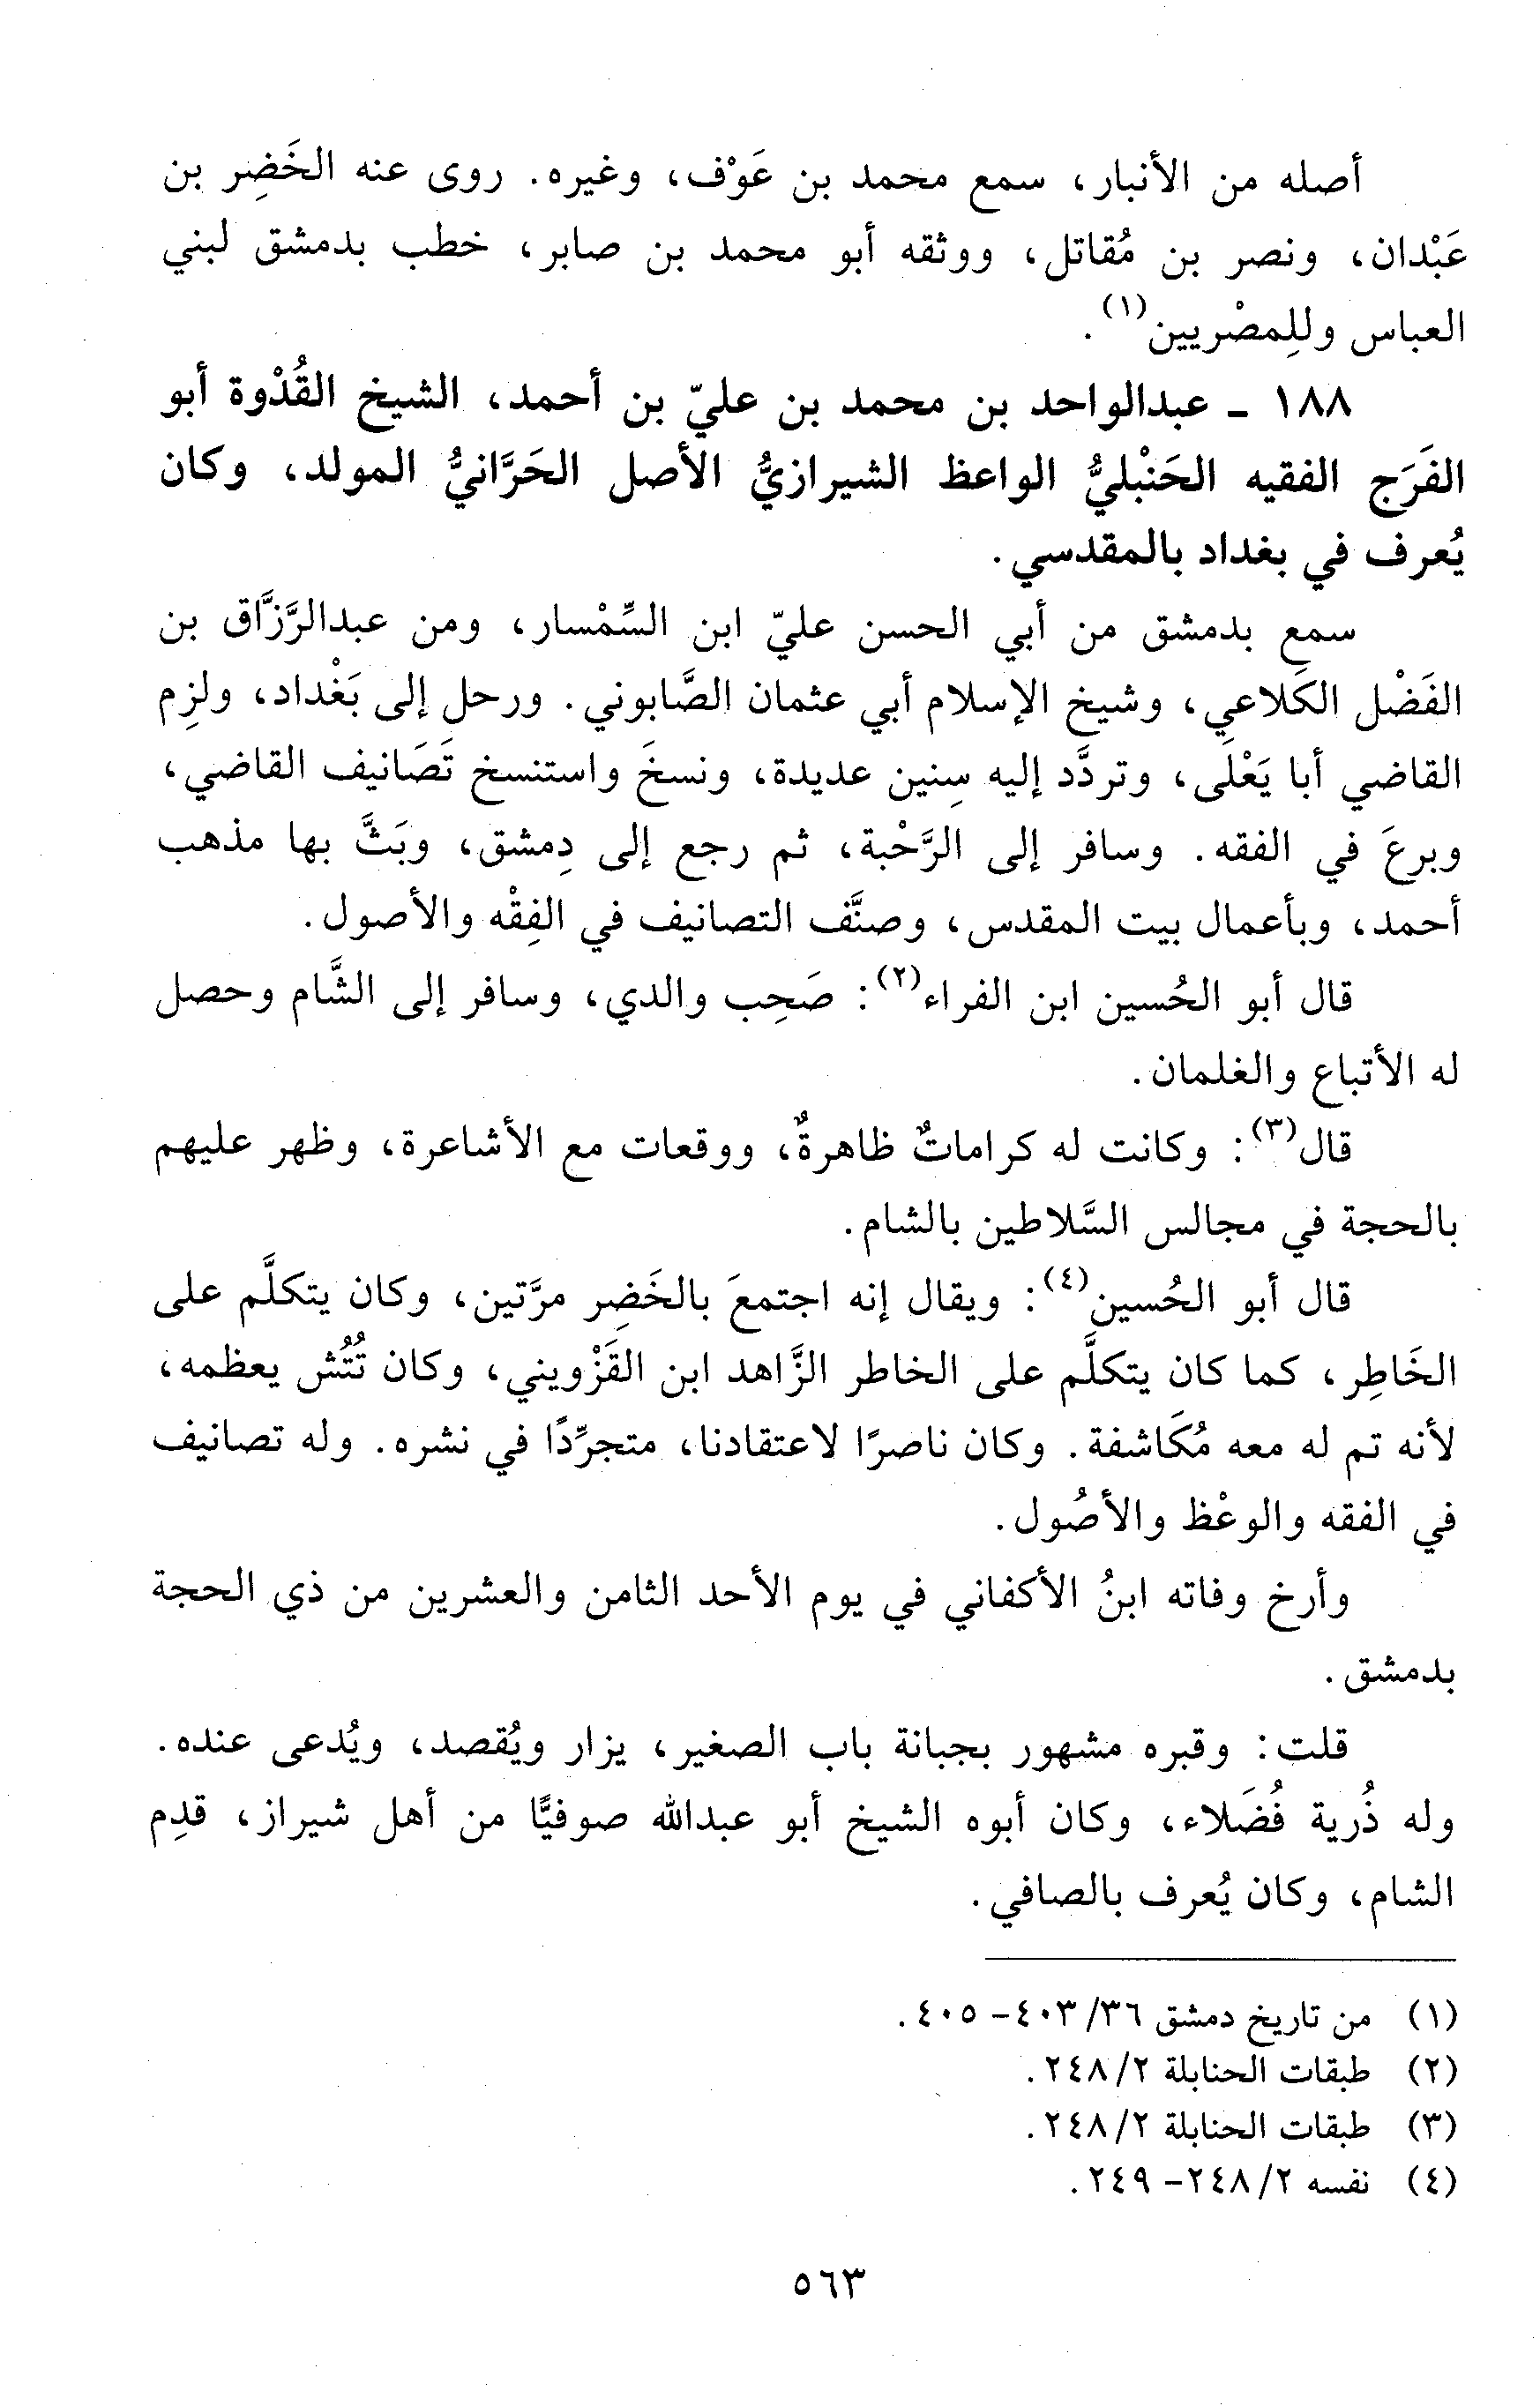 أصله من الأنبار، سمع محمد بن عَوْف، وغيره. روى عنه الخَضِر بن
عَبْدان، ونصر بن مُقاتل، ووثقه أبو محمد بن صابر، خطب بدمشق لبني
العباس وللِمصْريين(١).
١٨٨ - عبدالواحد بن محمد بن عليّ بن أحمد، الشيخ القُدْوة أبو
الفَرَج الفقيه الحَنْبليُّ الواعظ الشيرازيُّ الأصل الحَرَّانيُّ المولد، وكان
يُعرف في بغداد بالمقدسي.
سمع بدمشق من أبي الحسن عليّ ابن السِّمْسار، ومن عبدالرَّزَّاق بن
الفَضْل الكَلاعي، وشيخ الإسلام أبي عثمان الصَّابوني. ورحل إلى بَغْداد، ولزِم
القاضي أبا يَعْلَى، وتردَّد إليه سِنين عديدة، ونسخَ واستنسخ تَصَانيف القاضي،
وبرعَ في الفقه. وسافر إلى الرَّحْبة، ثم رجع إلى دِمشق، وبَثَّ بها مذهب
أحمد، وبأعمال بيت المقدس، وصنَّف التصانيف في الفِقْه والأصول.
قال أبو الحُسين ابن الفراء(٢): صَحِب والدي، وسافر إلى الشَّام وحصل
له الأتباع والغلمان.
قال(٣): وكانت له كراماتٌ ظاهرةٌ، ووقعات مع الأشاعرة، وظهر عليهم
بالحجة في مجالس السَّلاطين بالشام.
قال أبو الحُسين(٤): ويقال إنه اجتمعَ بالخَضِر مرَّتين، وكان يتكلَّم على
الخَاطِر، كما كان يتكلَّم على الخاطر الزَّاهد ابن القَزْويني، وكان تُتُش يعظمه،
لأنه تم له معه مُكَاشفة. وكان ناصرًا لاعتقادنا، متجرِّدًا في نشره. وله تصانيف
في الفقه والوعْظ والأصُول.
وأرخ وفاته ابنُ الأكفاني في يوم الأحد الثامن والعشرين من ذي الحجة
بدمشق.
قلت: وقبره مشهور بجبانة باب الصغير، يزار ويُقصد، ويُدعى عنده.
وله ذُرية فُضَلاء، وكان أبوه الشيخ أبو عبدالله صوفيًّا من أهل شيراز، قدِم
الشام، وكان يُعرف بالصافي.
(١) من تاريخ دمشق ٣٦/ ٤٠٣- ٤٠٥.
(٢) طبقات الحنابلة ٢/ ٢٤٨.
(٣) طبقات الحنابلة ٢/ ٢٤٨.
(٤) نفسه ٢/ ٢٤٨- ٢٤٩.
٥٦٣